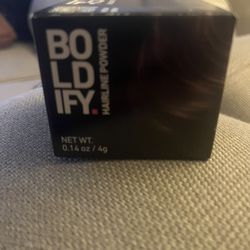 BO
LD
IFY.
HAIRLINE POWDER
NET WT.
0.14 oz / 4g